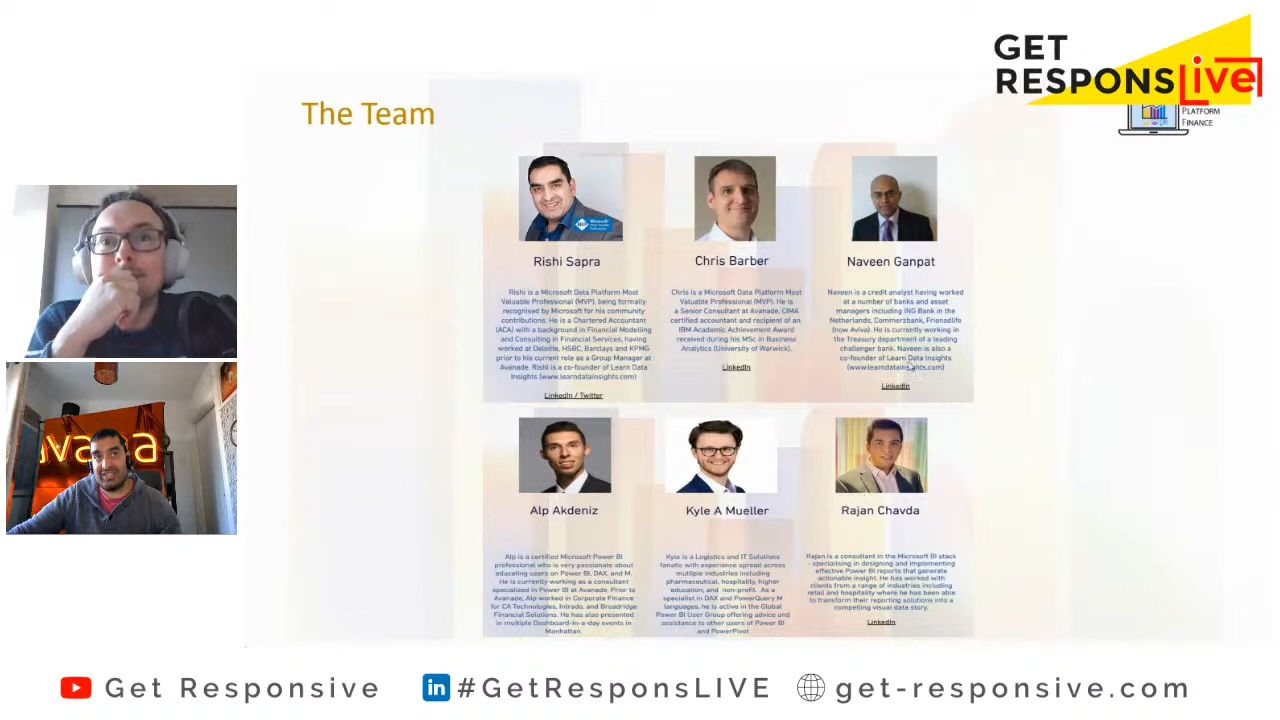 GET
RESPONSLive
PLATFORM
FINANCE
The Team
Rishi Sapra
Rishi is a Microsoft Data Platform Most
Valuable Professional (MVP), being formally
recognised by Microsoft for his community
contributions. He is a Chartered Accountant
(ACA) with a background in Financial Modelling
and Consulting in Financial Services, having
worked at Deloitte, HSBC, Barclays and KPMG
prior to his current role as a Group Manager at
Avanade. Rishi is a co-founder of Learn Data
Insights (www.learndatainsights.com)
LinkedIn / Twitter
Chris Barber
Chris is a Microsoft Data Platform Most
Valuable Professional (MVP). He is
a Senior Consultant at Avanade, CIMA
certified accountant and recipient of an
IBM Academic Achievement Award
received during his MSc in Business
Analytics (University of Warwick).
LinkedIn
Naveen Ganpat
Naveen is a credit analyst having worked
at a number of banks and asset
managers including ING Bank in the
Netherlands, Commerzbank, Friendslife
(now Aviva). He is currently working in
the Treasury department of a leading
challenger bank. Naveen is also a
co-founder of Learn Data Insights
(www.learndatainsights.com)
LinkedIn
Alp Akdeniz
Alp is a certified Microsoft Power BI
professional who is very passionate about
educating users on Power BI, DAX, and M.
He is currently working as a consultant
specialized in Power BI at Avanade. Prior to
Avanade, Alp worked in Corporate Finance
for CA Technologies, Intrado, and Broadridge
Financial Solutions. He has also presented
in multiple Dashboard-in-a-day events in
Manhattan.
Kyle A Mueller
Kyle is a Logistics and IT Solutions
fanatic with experience spread across
multiple industries including
pharmaceutical, hospitality, higher
education, and non-profit. As a
specialist in DAX and PowerQuery M
languages, he is active in the Global
Power BI User Group offering advice and
assistance to other users of Power BI
and PowerPivot
Rajan Chavda
Rajan is a consultant in the Microsoft BI stack
- specialising in designing and implementing
effective Power BI reports that generate
actionable insight. He has worked with
clients from a range of industries including
retail and hospitality where he has been able
to transform their reporting solutions into a
compelling visual data story.
LinkedIn
Get Responsive
in #GetResponsLIVE
get-responsive.com